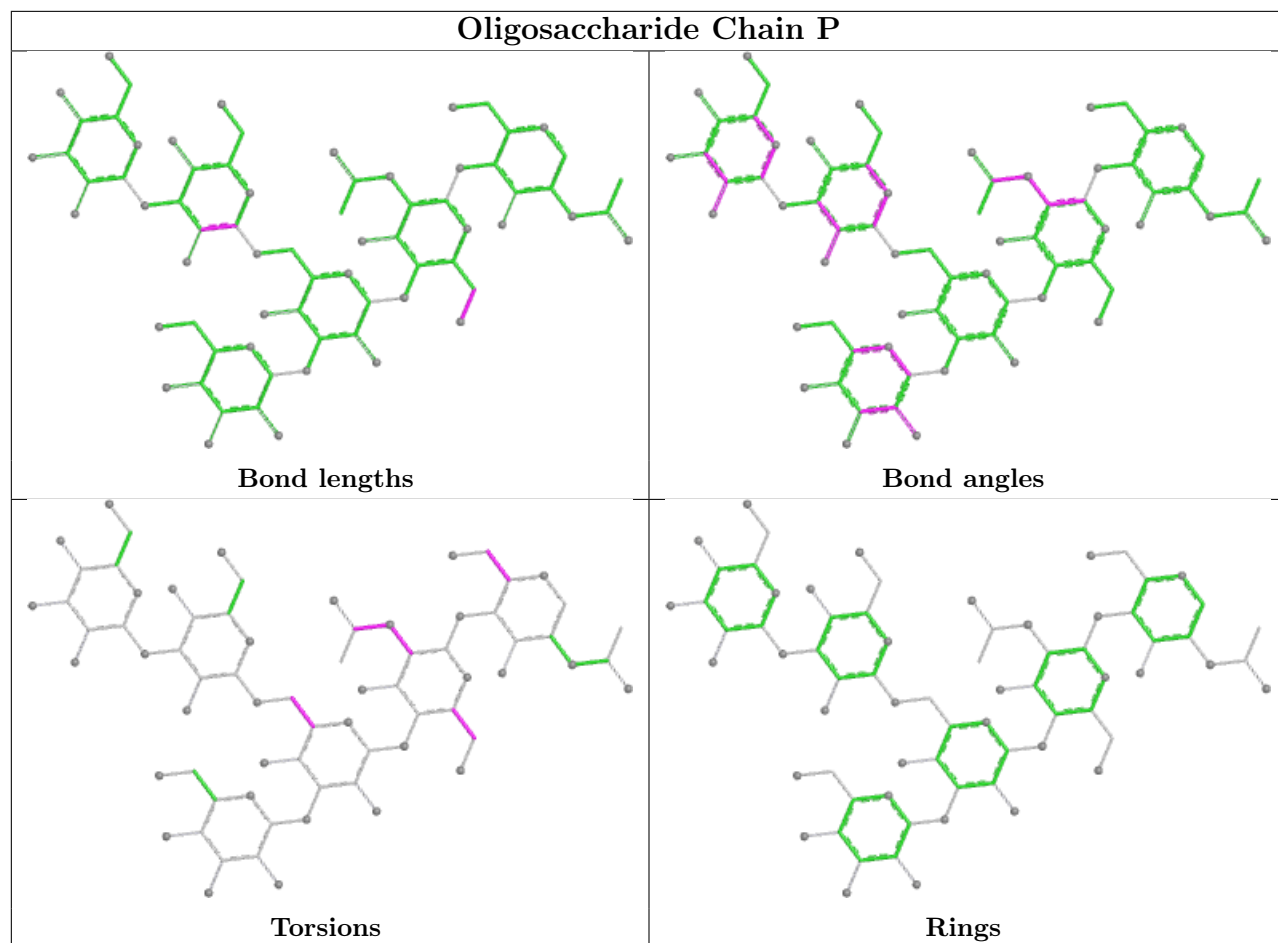 Oligosaccharide Chain P
Bond lengths
Bond angles
Torsions
Rings